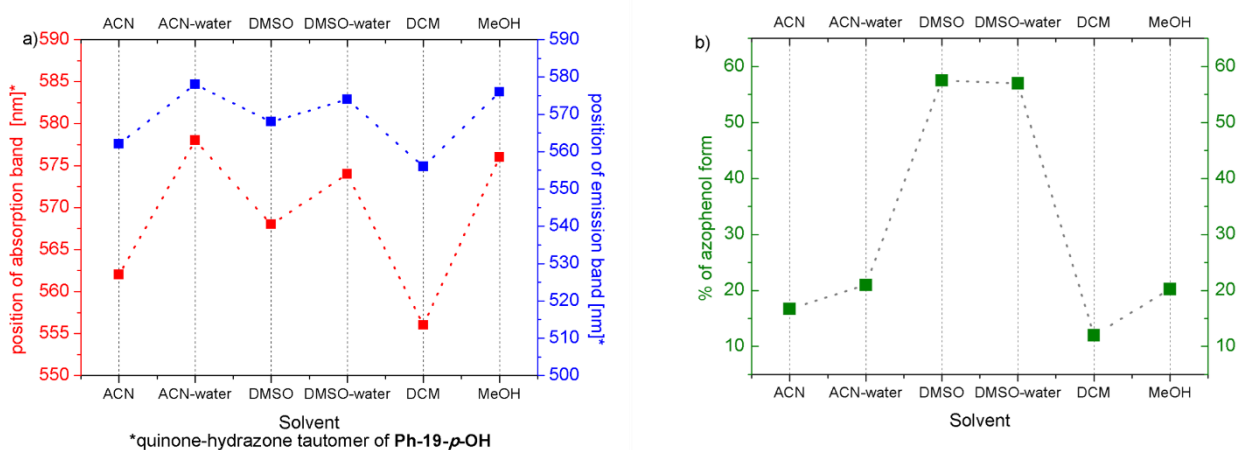 ACN ACN-water DMSO DMSO-water DCM MeOH
a)
590
585
580
575
570
565
560
555
550
position of absorption band [nm]*
590
580
570
560
550
540
530
520
510
500
position of emission band [nm]*
ACN ACN-water DMSO DMSO-water DCM MeOH
Solvent
*quinone-hydrazone tautomer of Ph-19-p-OH
ACN ACN-water DMSO DMSO-water DCM MeOH
b)
60
50
40
30
20
10
% of azophenol form
60
50
40
30
20
10
ACN ACN-water DMSO DMSO-water DCM MeOH
Solvent